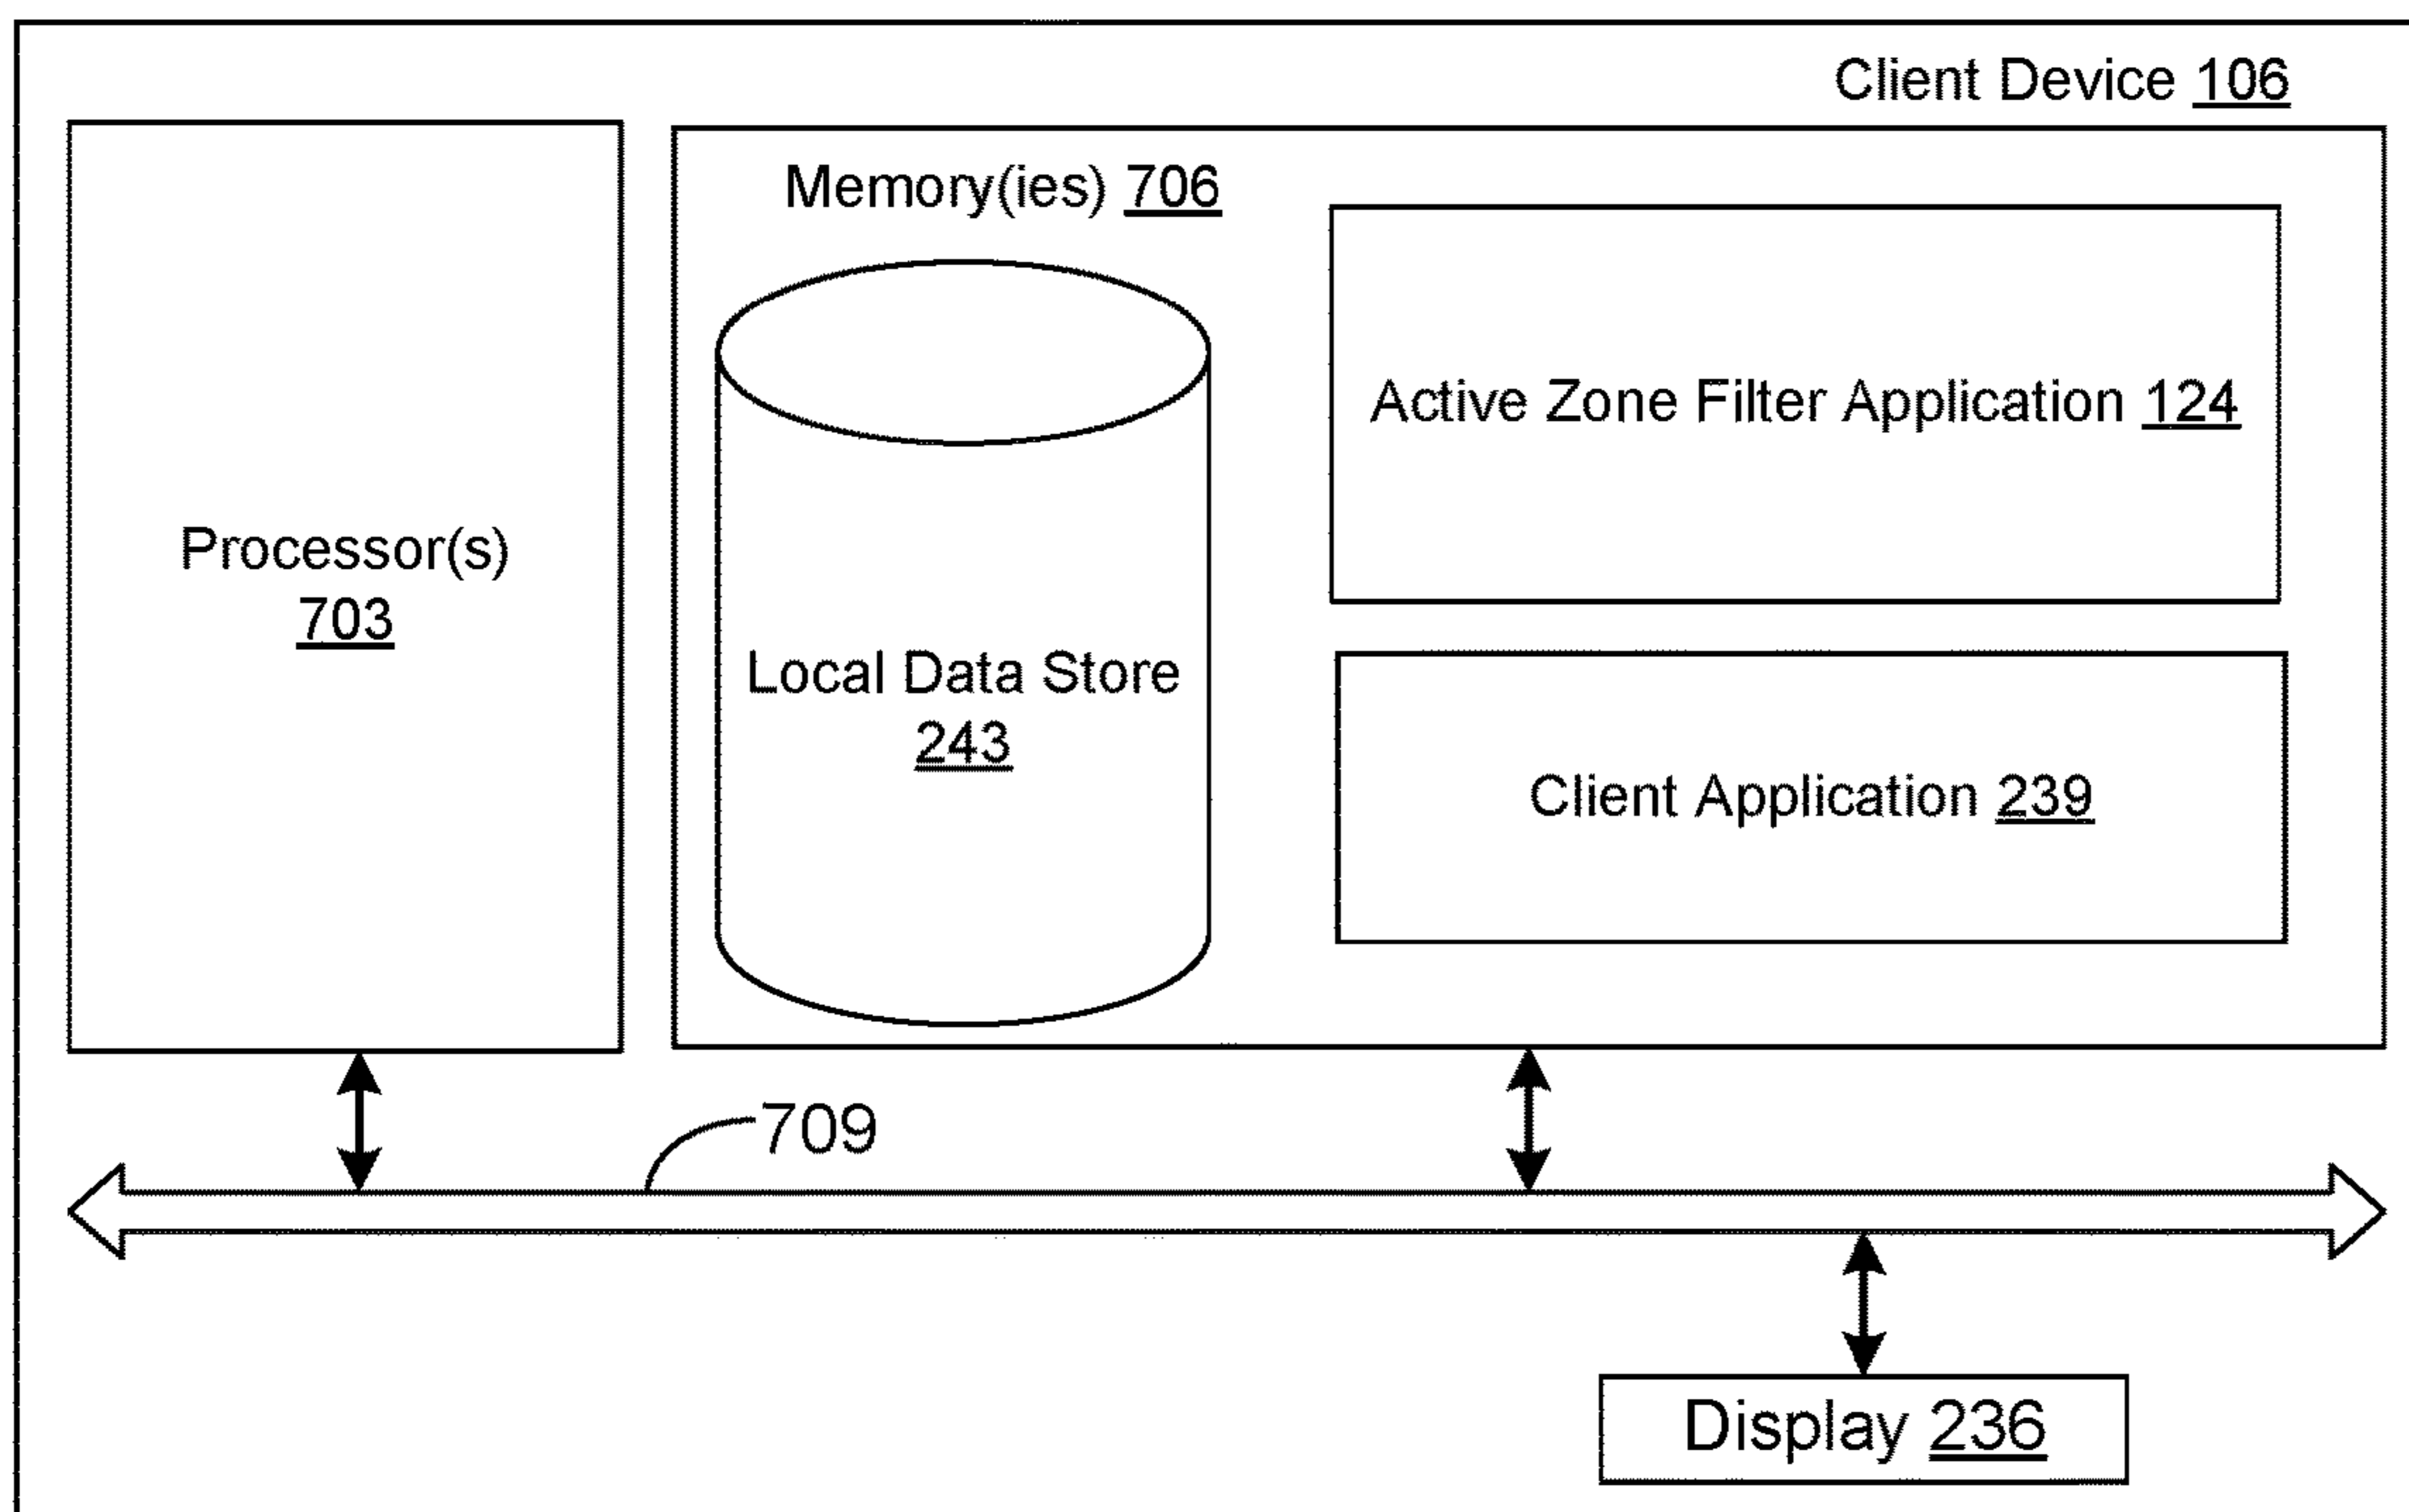 Client Device 106
Memory(ies) 706
Active Zone Filter Application 124
Processor(s)
703
Local Data Store
243
Client Application 239
709
Display 236